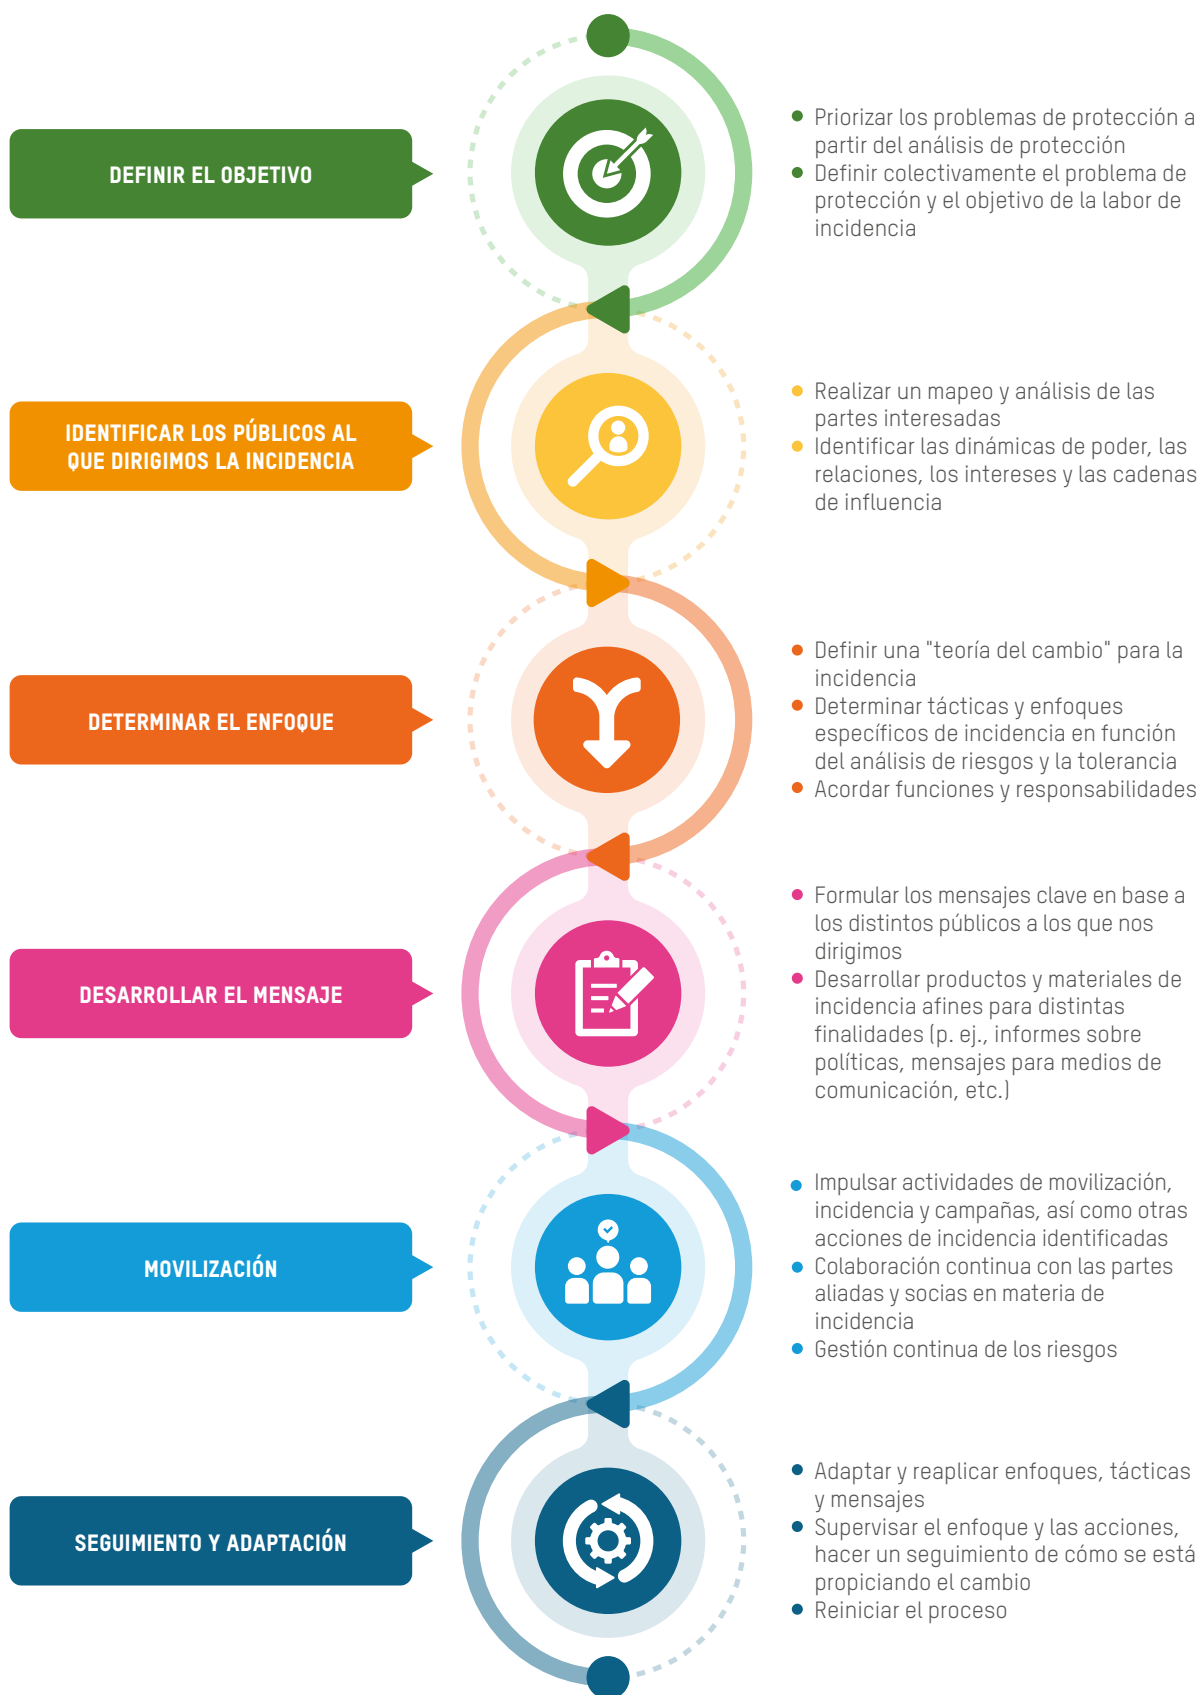 DEFINIR EL OBJETIVO
Priorizar los problemas de protección a
partir del análisis de protección
Definir colectivamente el problema de
protección y el objetivo de la labor de
incidencia
IDENTIFICAR LOS PÚBLICOS AL
QUE DIRIGIMOS LA INCIDENCIA
Realizar un mapeo y análisis de las
partes interesadas
Identificar las dinámicas de poder, las
relaciones, los intereses y las cadenas
de influencia
DETERMINAR EL ENFOQUE
Definir una "teoría del cambio" para la
incidencia
Determinar tácticas y enfoques
específicos de incidencia en función
del análisis de riesgos y la tolerancia
Acordar funciones y responsabilidades
DESARROLLAR EL MENSAJE
Formular los mensajes clave en base a
los distintos públicos a los que nos
dirigimos
Desarrollar productos y materiales de
incidencia afines para distintas
finalidades (p. ej., informes sobre
políticas, mensajes para medios de
comunicación, etc.)
MOVILIZACIÓN
Impulsar actividades de movilización,
incidencia y campañas, así como otras
acciones de incidencia identificadas
Colaboración continua con las partes
aliadas y socias en materia de
incidencia
Gestión continua de los riesgos
SEGUIMIENTO Y ADAPTACIÓN
Adaptar y reaplicar enfoques, tácticas
y mensajes
Supervisar el enfoque y las acciones,
hacer un seguimiento de cómo se está
propiciando el cambio
Reiniciar el proceso